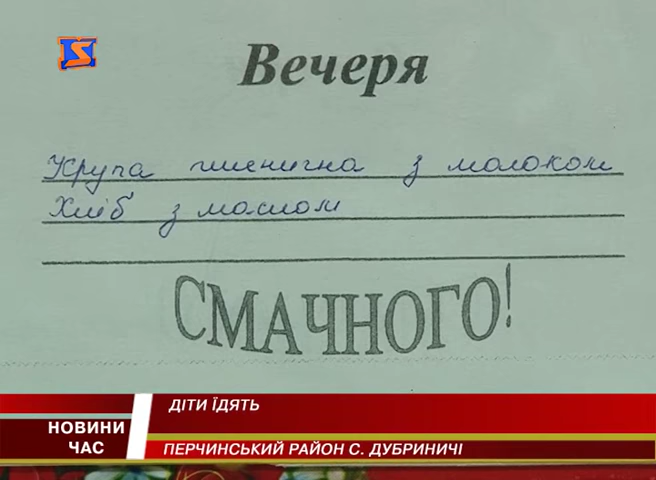 Вечеря
Крупа пшенична з молоком
Хліб з маслом
СМАЧНОГО!
ДІТИ ЇДЯТЬ
НОВИНИ
ЧАС
ПЕРЧИНСЬКИЙ РАЙОН С. ДУБРИНИЧІ